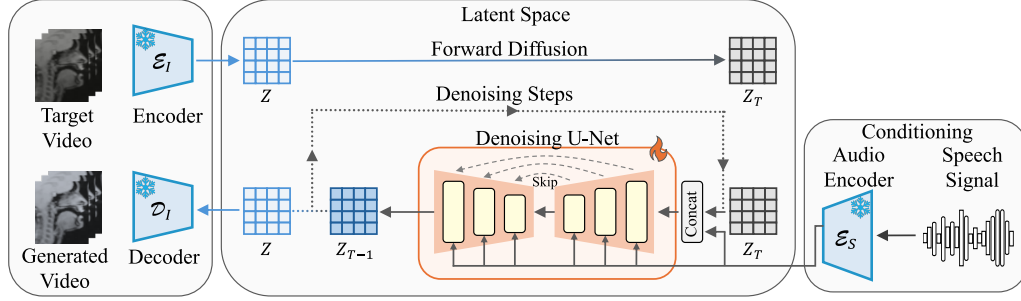 Latent Space
Forward Diffusion
ℰ_I
Z
Z_T
Target
Video
Encoder
Denoising Steps
Denoising U-Net
Skip
Concat
Conditioning
Audio
Encoder
Speech
Signal
𝒟_I
Z
Z_{T−1}
Z_T
ℰ_S
Generated
Video
Decoder